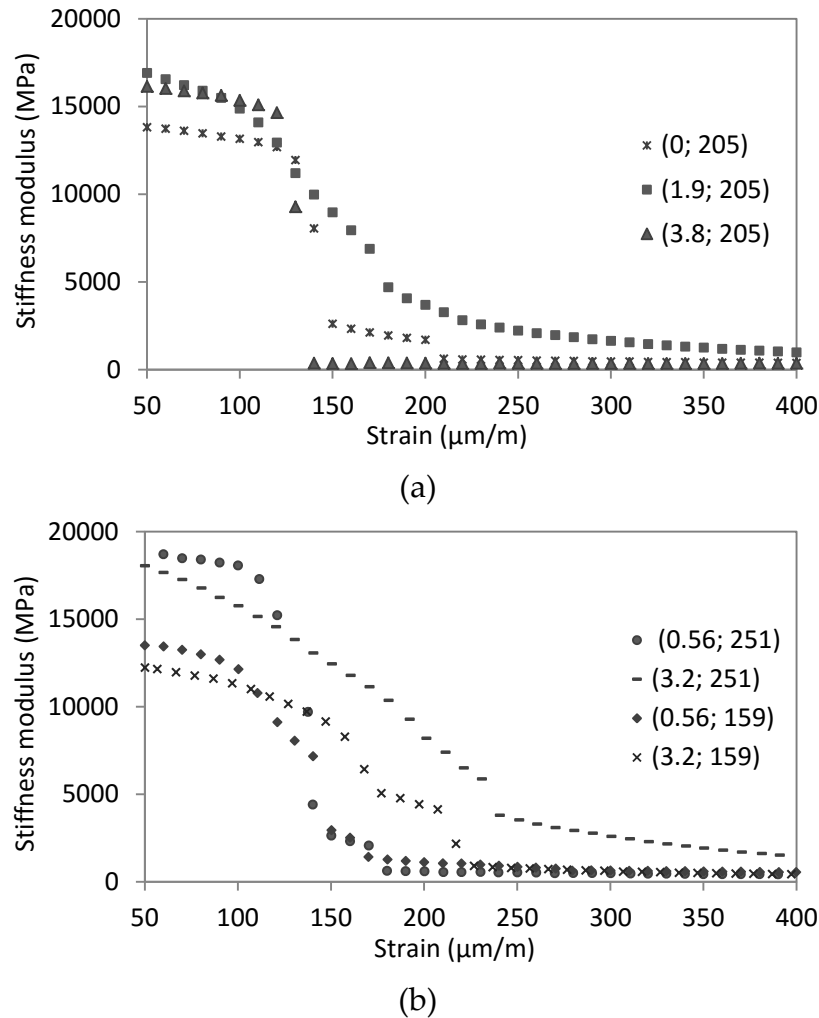 20000
15000
10000
5000
0
Stiffness modulus (MPa)
(0; 205)
(1.9; 205)
(3.8; 205)
50 100 150 200 250 300 350 400
Strain (µm/m)
(a)
20000
15000
10000
5000
0
Stiffness modulus (MPa)
(0.56; 251)
(3.2; 251)
(0.56; 159)
(3.2; 159)
50 100 150 200 250 300 350 400
Strain (µm/m)
(b)